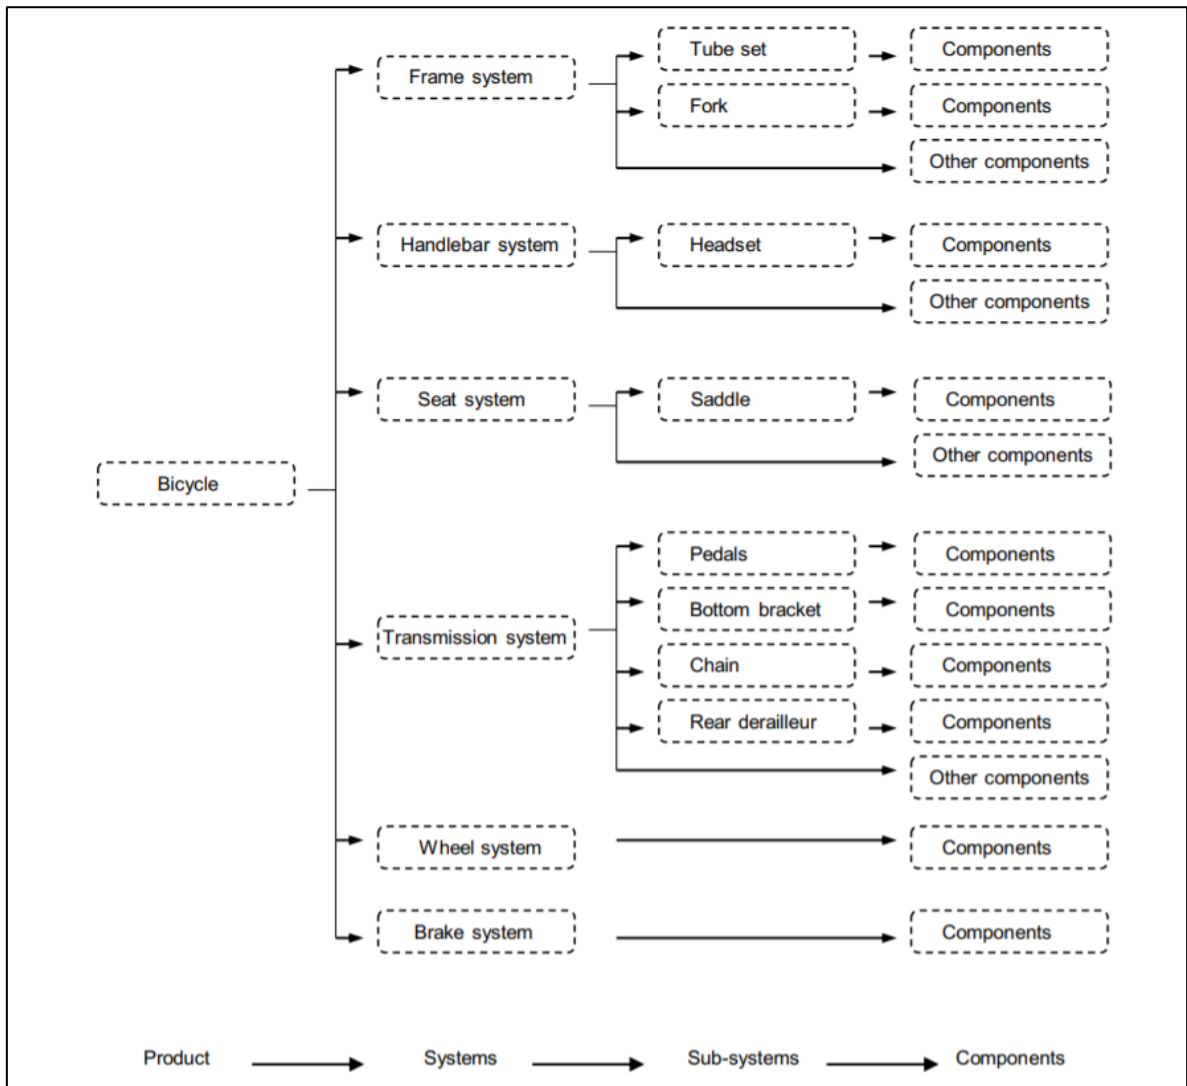 Tube set
Components
Frame system
Fork
Components
Other components
Handlebar system
Headset
Components
Other components
Seat system
Saddle
Components
Other components
Bicycle
Pedals
Components
Bottom bracket
Components
Transmission system
Chain
Components
Rear derailleur
Components
Other components
Wheel system
Components
Brake system
Components
Product
Systems
Sub-systems
Components